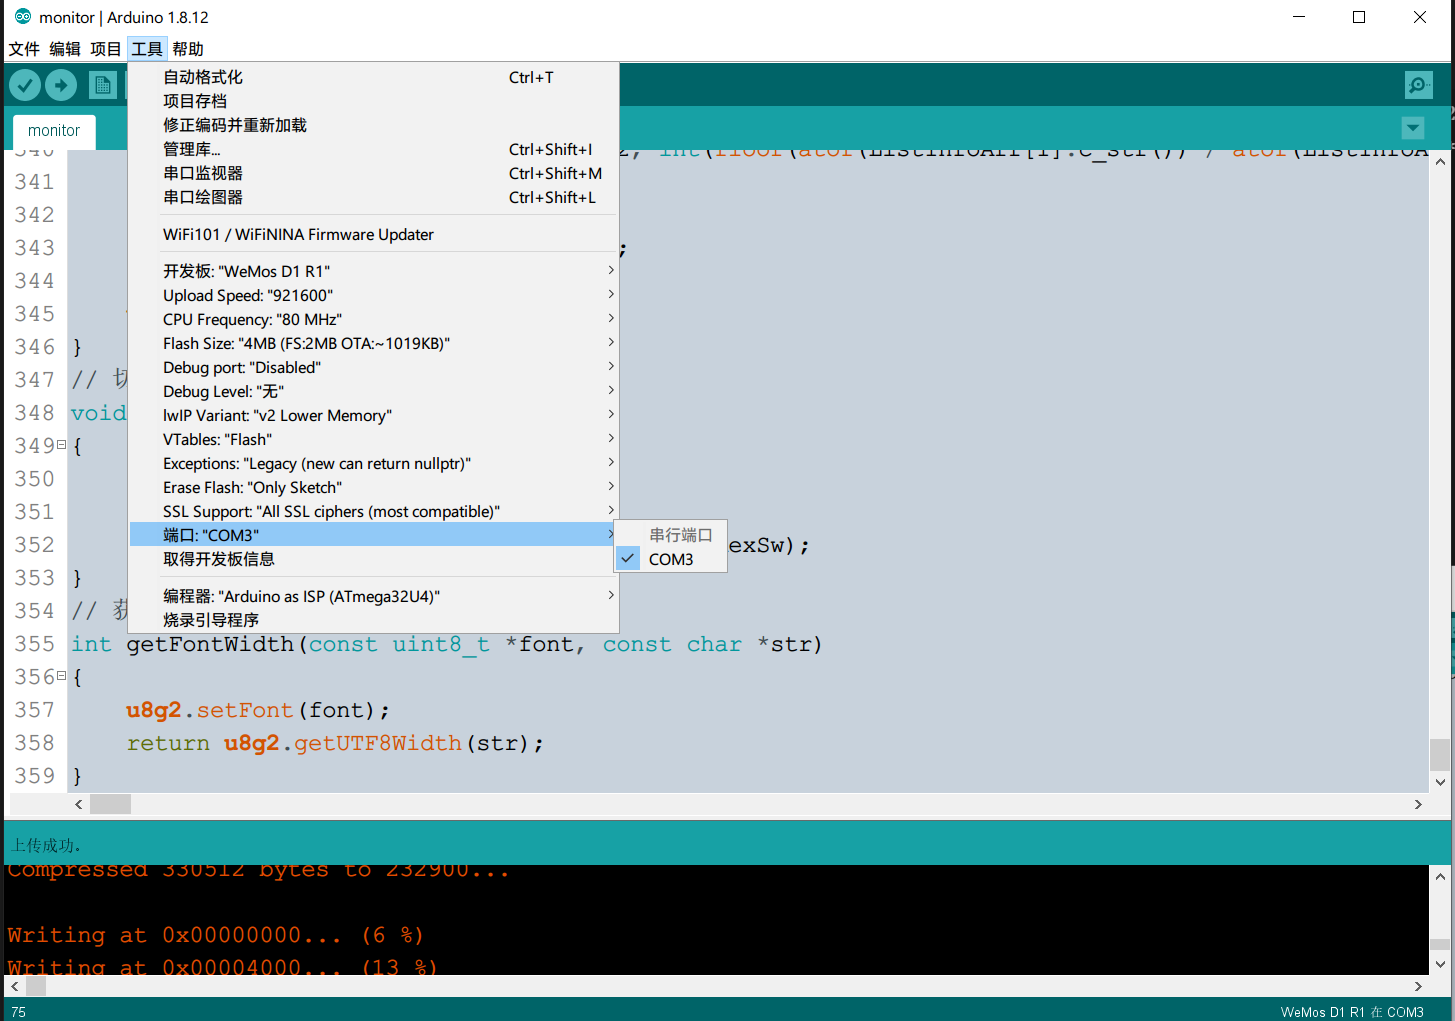 monitor | Arduino 1.8.12
文件 编辑 项目 工具 帮助
monitor
自动格式化 Ctrl+T
项目存档
修正编码并重新加载
管理库... Ctrl+Shift+I
串口监视器 Ctrl+Shift+M
串口绘图器 Ctrl+Shift+L
WiFi101 / WiFiNINA Firmware Updater
开发板: "WeMos D1 R1"
Upload Speed: "921600"
CPU Frequency: "80 MHz"
Flash Size: "4MB (FS:2MB OTA:~1019KB)"
Debug port: "Disabled"
Debug Level: "无"
lwIP Variant: "v2 Lower Memory"
VTables: "Flash"
Exceptions: "Legacy (new can return nullptr)"
Erase Flash: "Only Sketch"
SSL Support: "All SSL ciphers (most compatible)"
端口: "COM3"
取得开发板信息
编程器: "Arduino as ISP (ATmega32U4)"
烧录引导程序
串行端口
COM3
340 2, int(floor(atof(ListInfoArr[i].c_str()) / atof(ListInfoA
341
342
343 ;
344
345
346 }
347 // 切
348 void
349 {
350
351
352 exSw);
353 }
354 // 获
355 int getFontWidth(const uint8_t *font, const char *str)
356 {
357 u8g2.setFont(font);
358 return u8g2.getUTF8Width(str);
359 }
上传成功。
Compressed 330512 bytes to 232900...
Writing at 0x00000000... (6 %)
Writing at 0x00004000... (13 %)
75
WeMos D1 R1 在 COM3